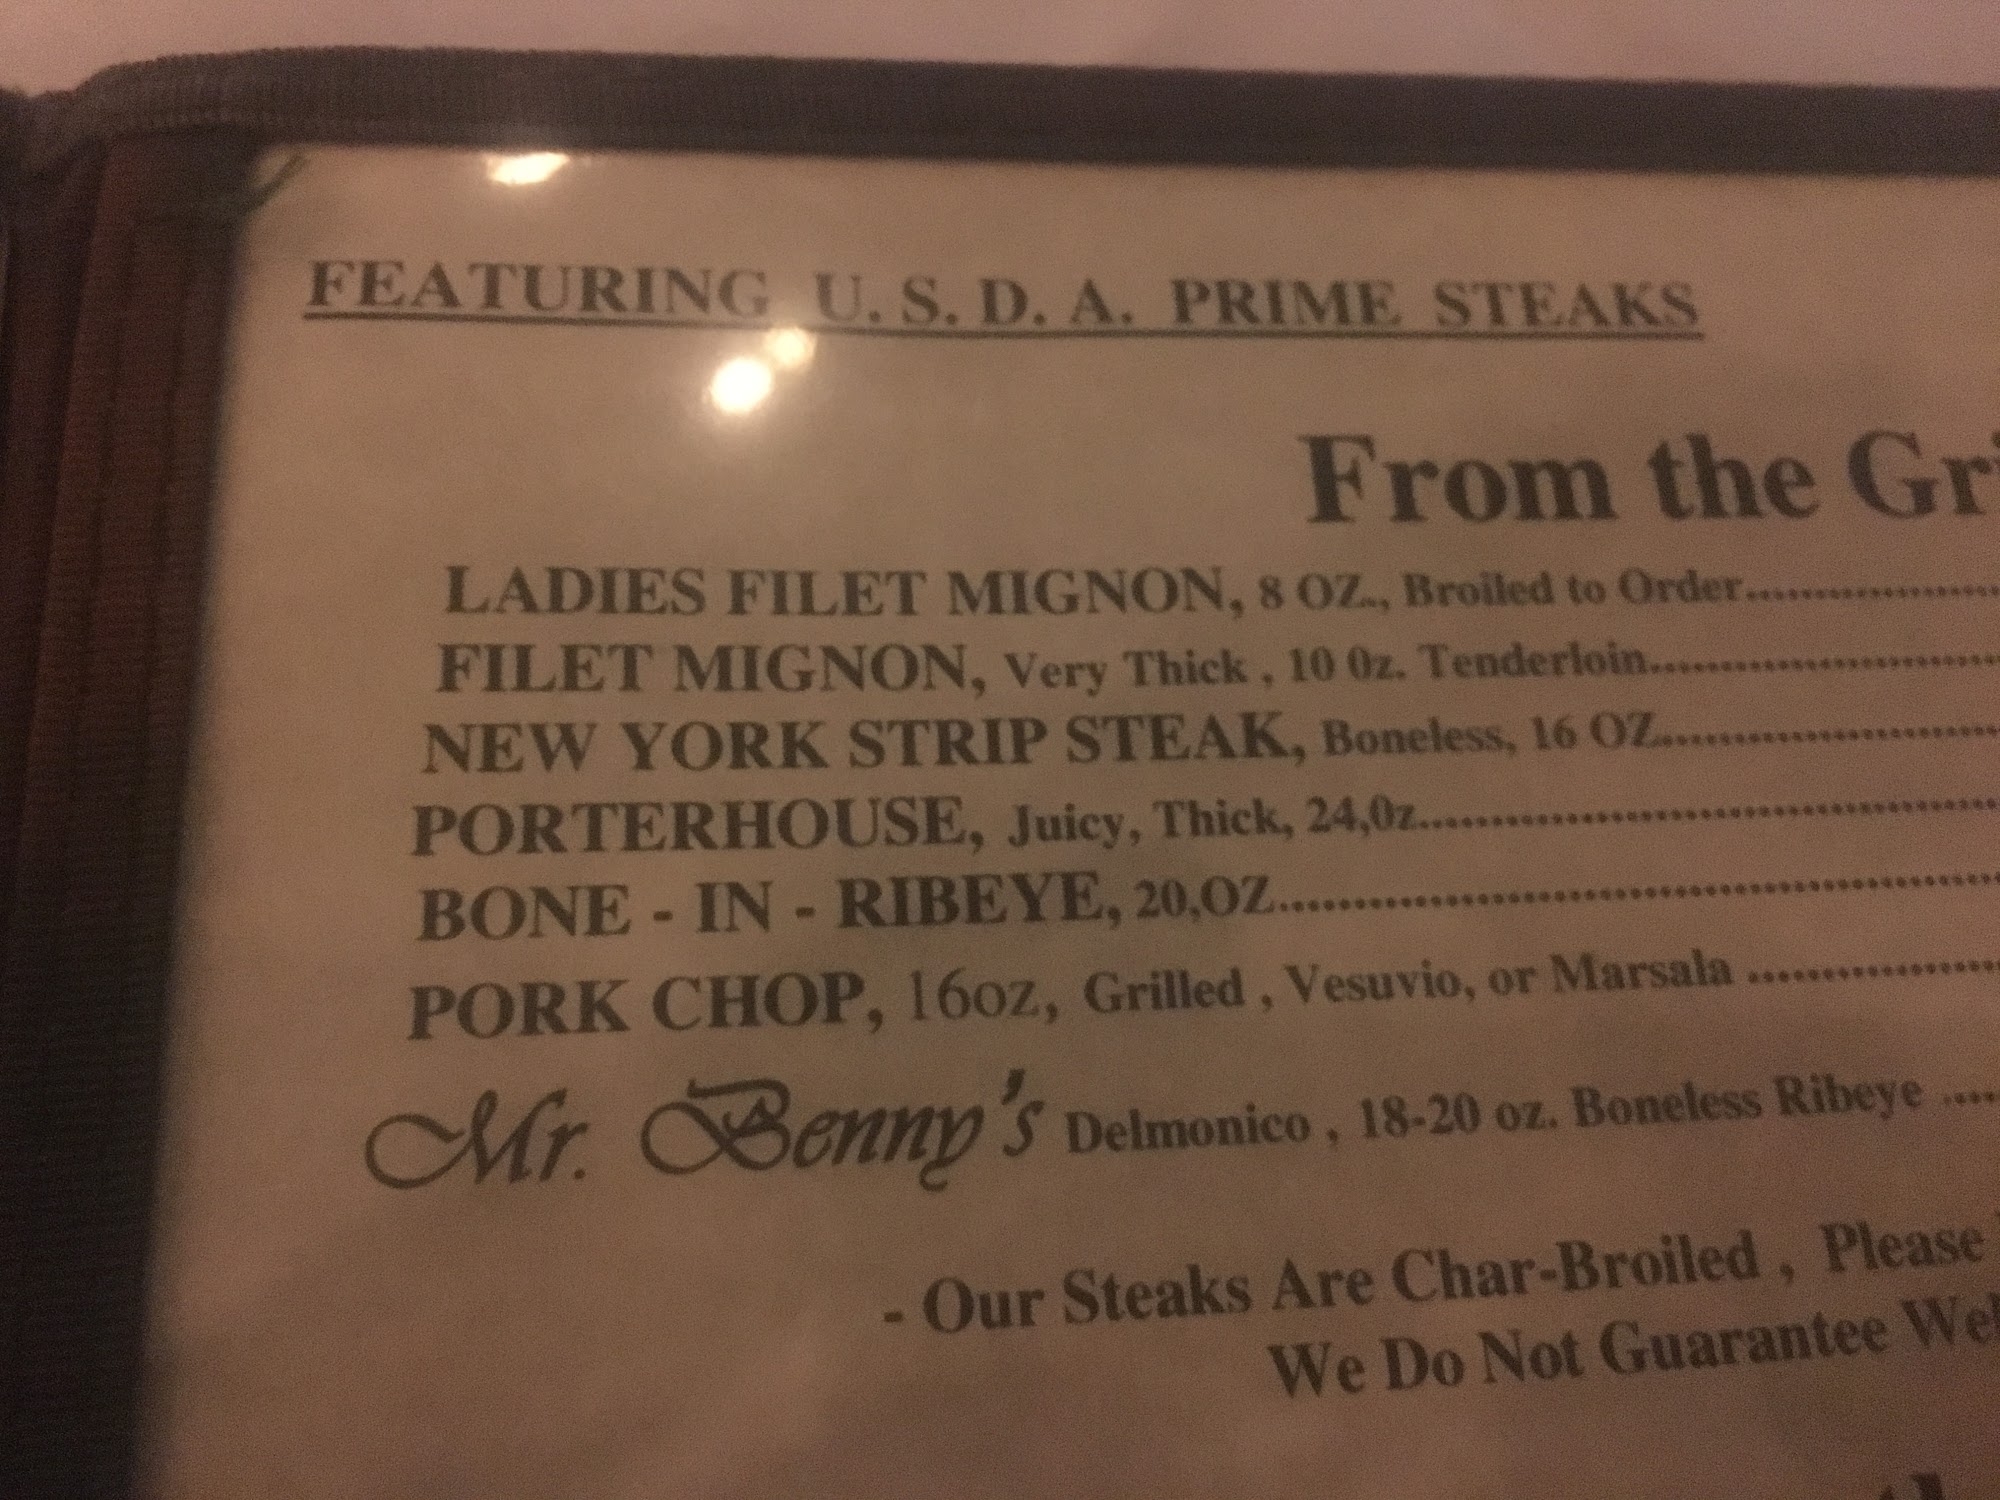 FEATURING U. S. D. A. PRIME STEAKS
From the Gri
LADIES FILET MIGNON, 8 OZ., Broiled to Order..................
FILET MIGNON, Very Thick , 10 0z. Tenderloin........................
NEW YORK STRIP STEAK, Boneless, 16 OZ.......................
PORTERHOUSE, Juicy, Thick, 24,0z.......................................
BONE - IN - RIBEYE, 20,OZ................................................
PORK CHOP, 16oz, Grilled , Vesuvio, or Marsala .................
Mr. Benny's Delmonico , 18-20 oz. Boneless Ribeye ....
- Our Steaks Are Char-Broiled , Please
We Do Not Guarantee Wel